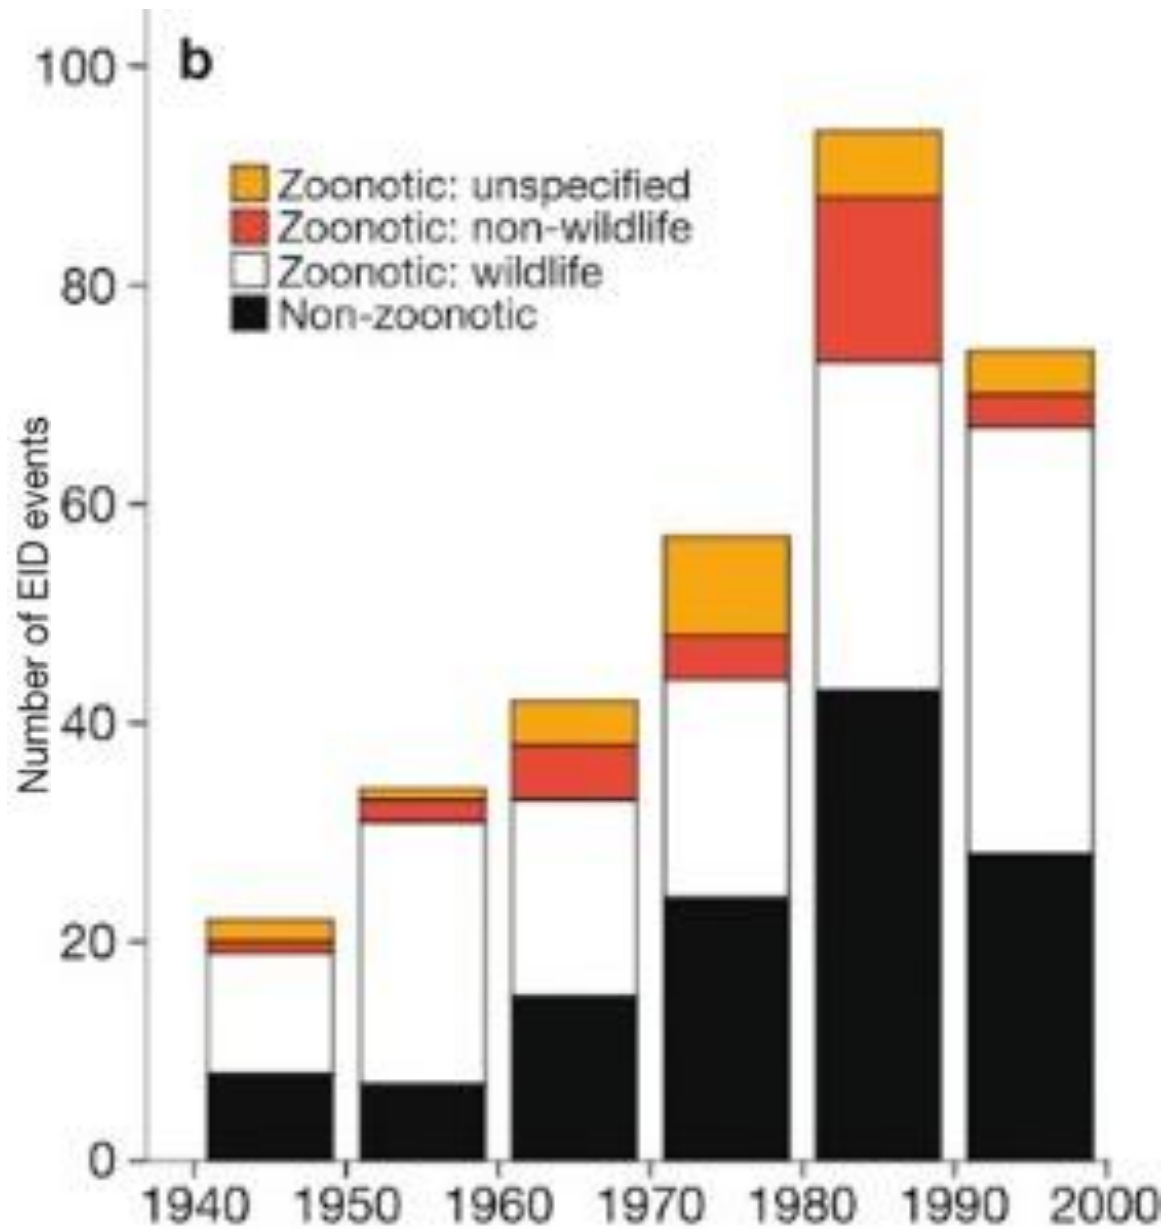 b
100
80
60
40
20
0
Number of EID events
Zoonotic: unspecified
Zoonotic: non-wildlife
Zoonotic: wildlife
Non-zoonotic
1940 1950 1960 1970 1980 1990 2000